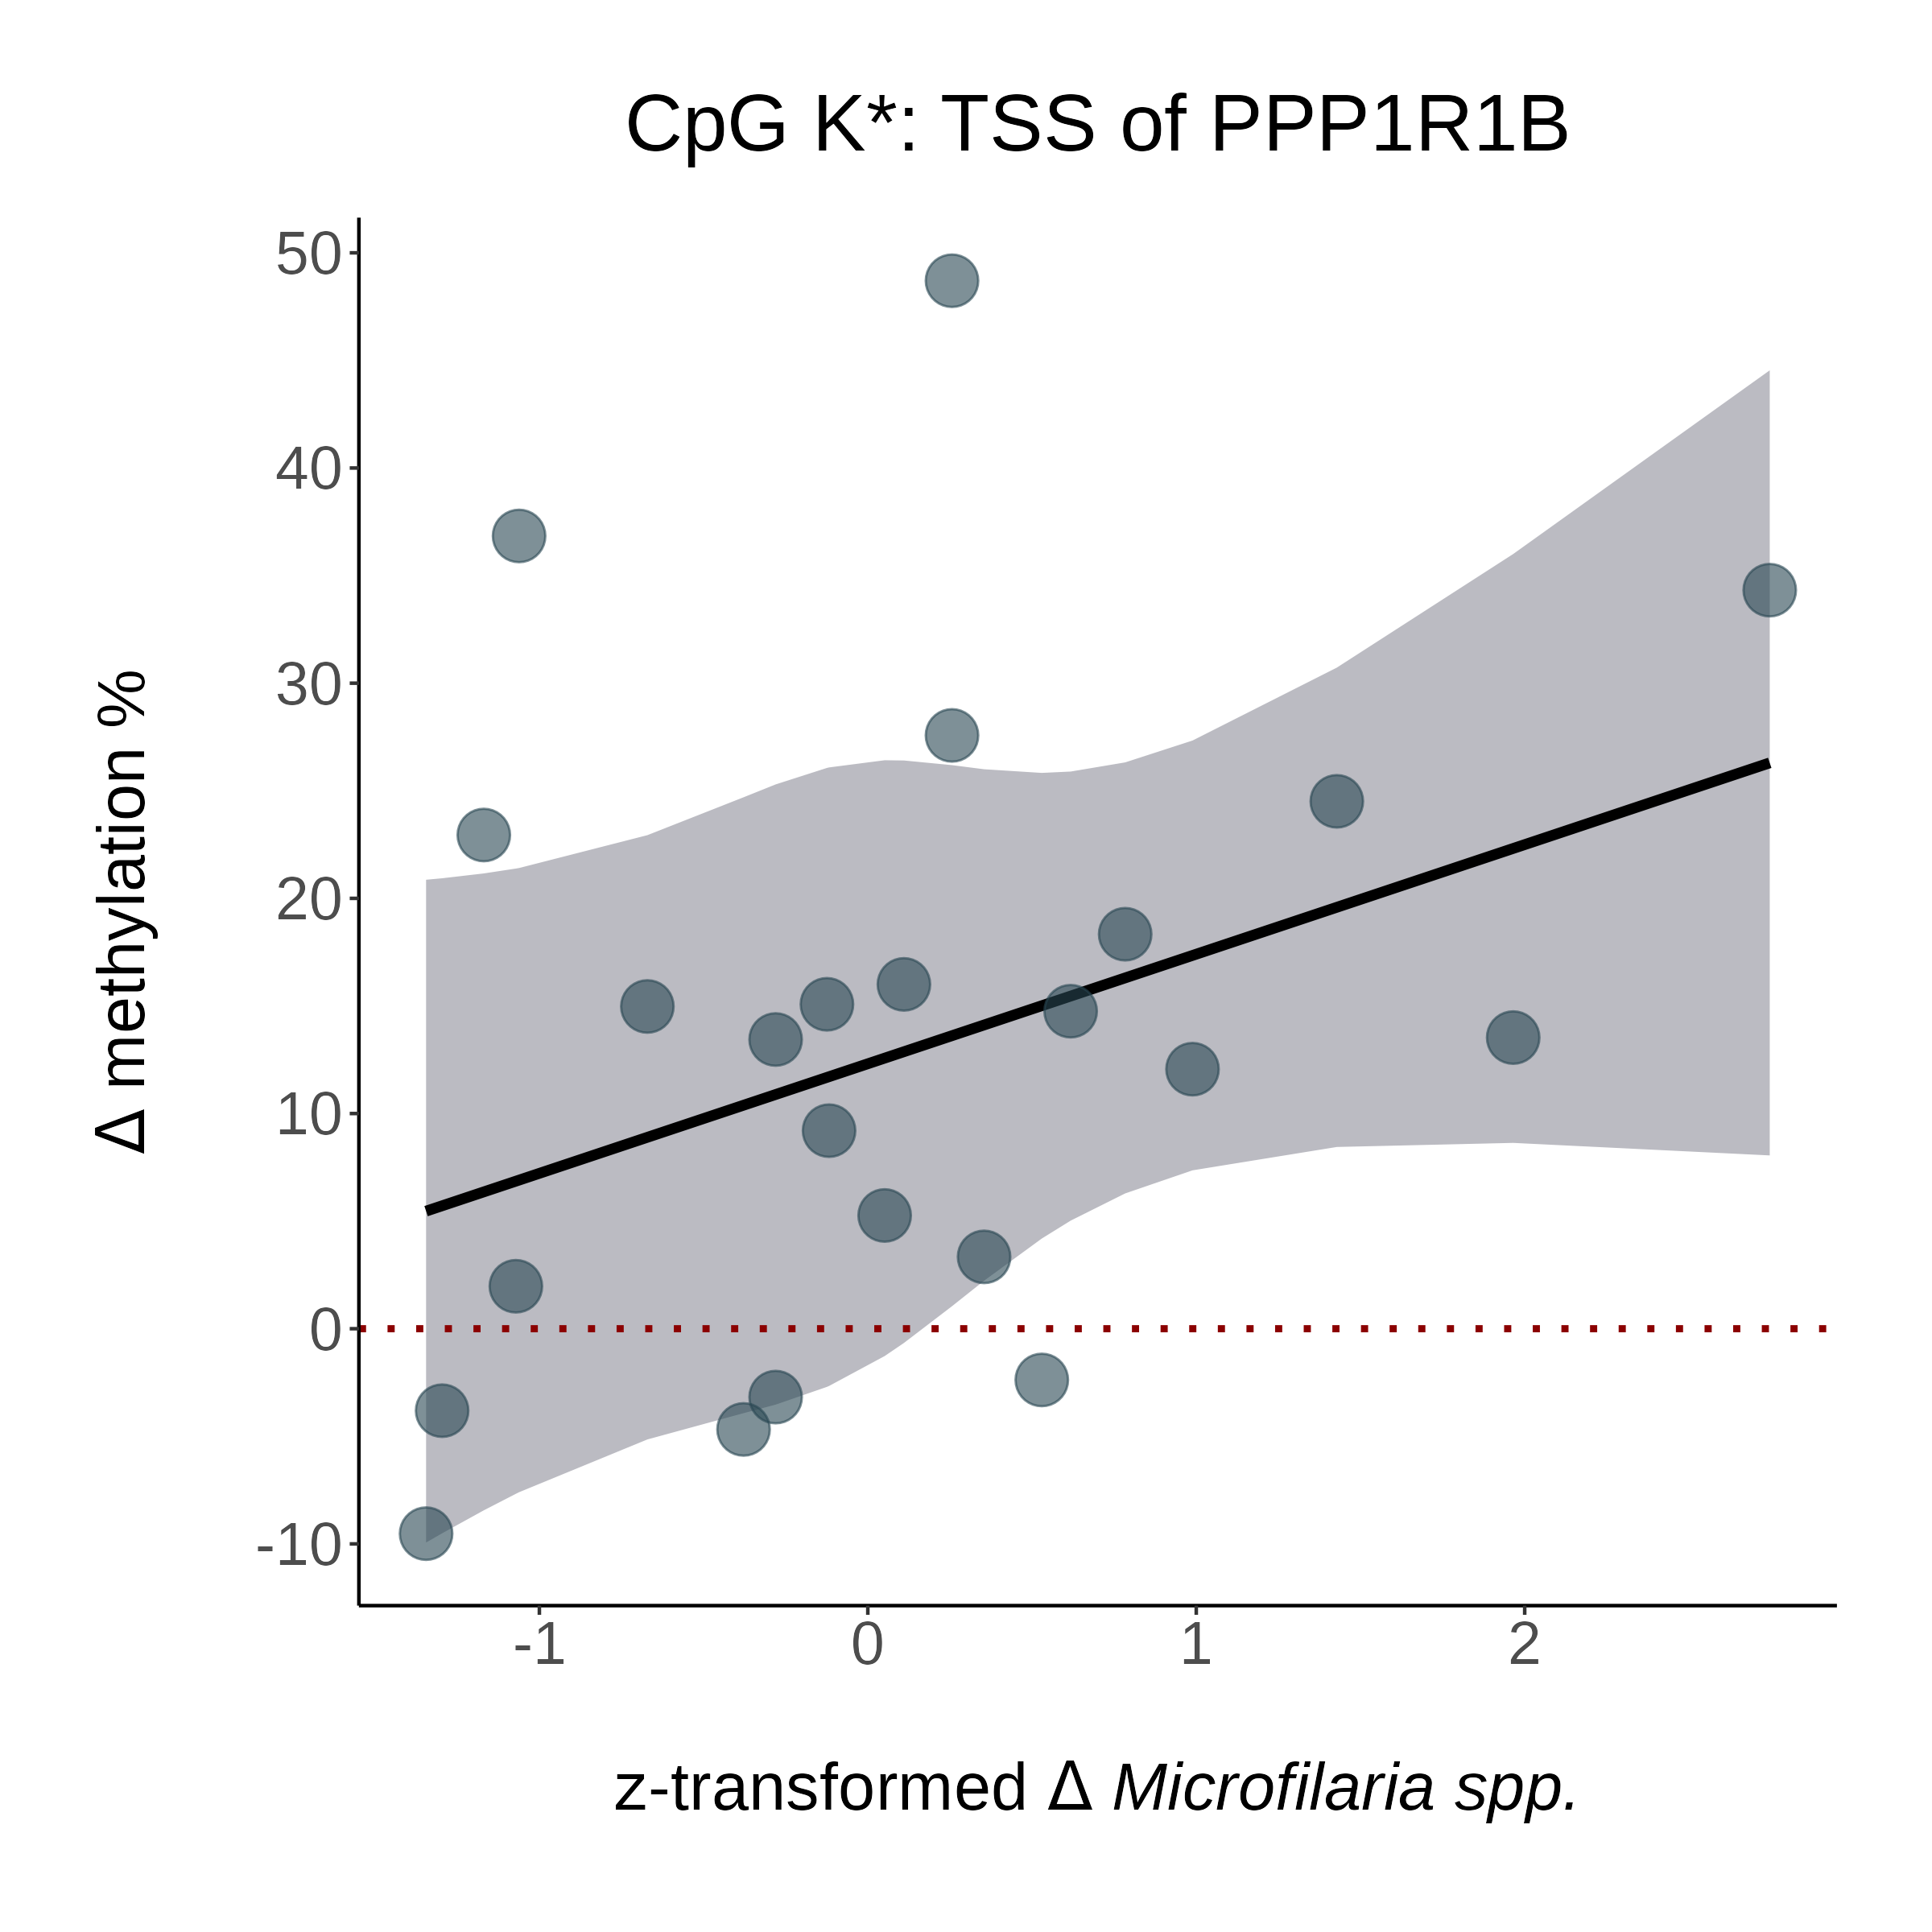 CpG K*: TSS of PPP1R1B
50
40
30
20
10
0
-10
Δ methylation %
-1 0 1 2
z-transformed Δ Microfilaria spp.